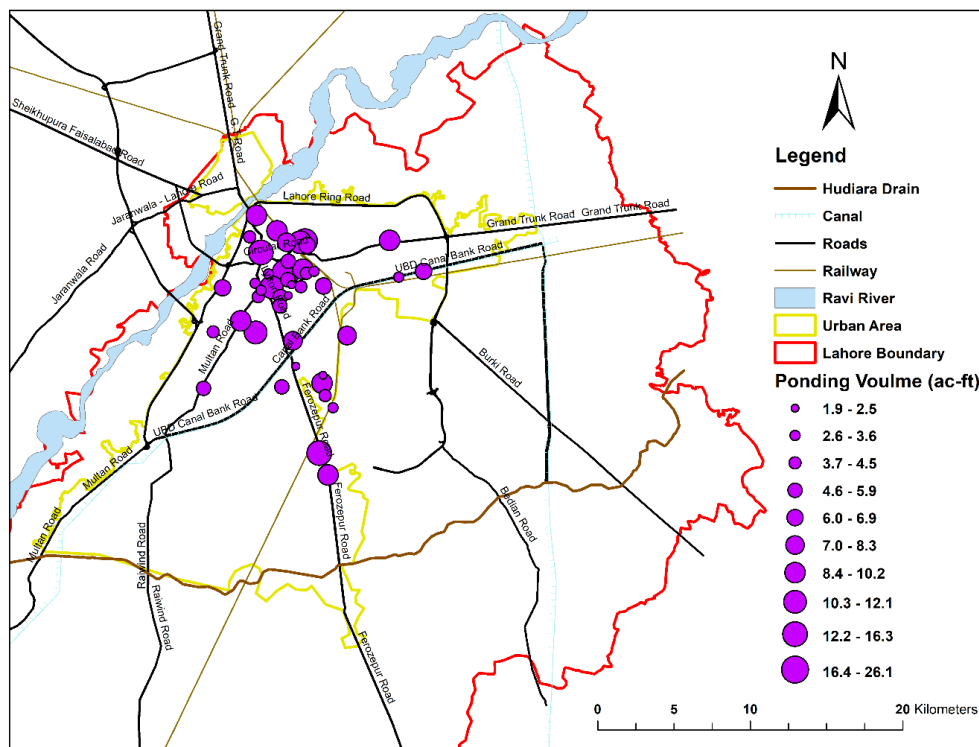 Grand Trunk Road
Grand Trunk Road G.T Road
Sheikhupura Faisalabad Road
Jaranwala - Lahore Road
Jaranwala Road
Lahore Ring Road
Grand Trunk Road Grand Trunk Road
Circular Road
UBD Canal Bank Road
Canal Bank Road
Multan Road
UBD Canal Bank Road
Ferozepur Road
Burki Road
Multan Road
Multan Road
Raiwind Road
Raiwind Road
Ferozepur Road
Ferozepur Road
Bedian Road
N
Legend
Hudiara Drain
Canal
Roads
Railway
Ravi River
Urban Area
Lahore Boundary
Ponding Voulme (ac-ft)
1.9 - 2.5
2.6 - 3.6
3.7 - 4.5
4.6 - 5.9
6.0 - 6.9
7.0 - 8.3
8.4 - 10.2
10.3 - 12.1
12.2 - 16.3
16.4 - 26.1
0 5 10 20 Kilometers